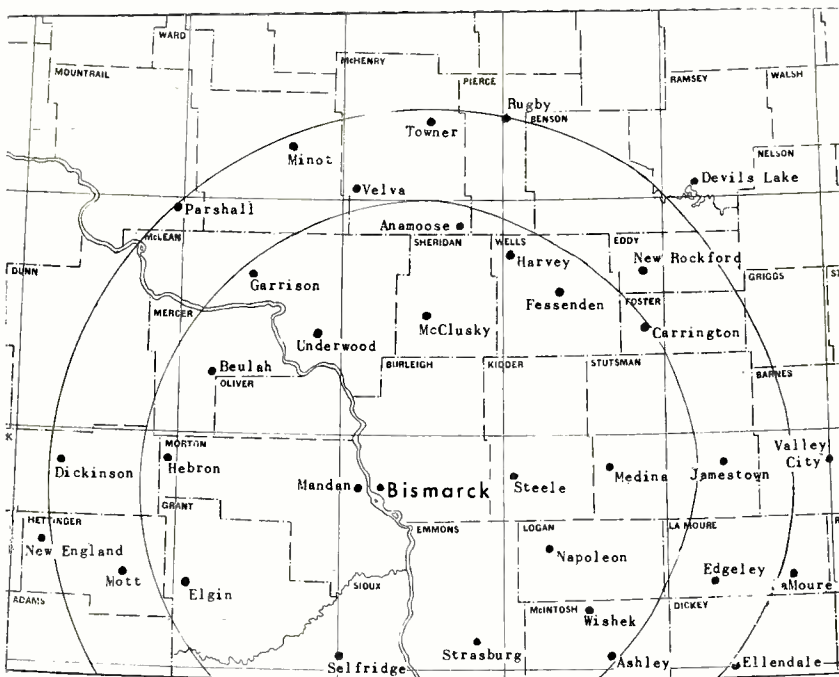 WARD
McHENRY
MOUNTRAIL
PIERCE
RAMSEY
WALSH
Rugby
BENSON
Towner
Minot
NELSON
Devils Lake
Velva
Parshall
Anamoose
McLEAN
SHERIDAN
WELLS
EDDY
Harvey
New Rockford
DUNN
Garrison
GRIGGS
Fessenden
FOSTER
MERCER
McClusky
Carrington
Underwood
Beulah
BURLEIGH
KIDDER
STUTSMAN
OLIVER
BARNES
K
MORTON
Valley
City
Dickinson
Hebron
Medina
Jamestown
Mandan
Bismarck
Steele
GRANT
HETTINGER
EMMONS
LOGAN
LA MOURE
New England
Napoleon
Mott
Elgin
SIOUX
Edgeley
aMoure
ADAMS
McINTOSH
DICKEY
Wishek
Strasburg
Selfridge
Ashley
Ellendale